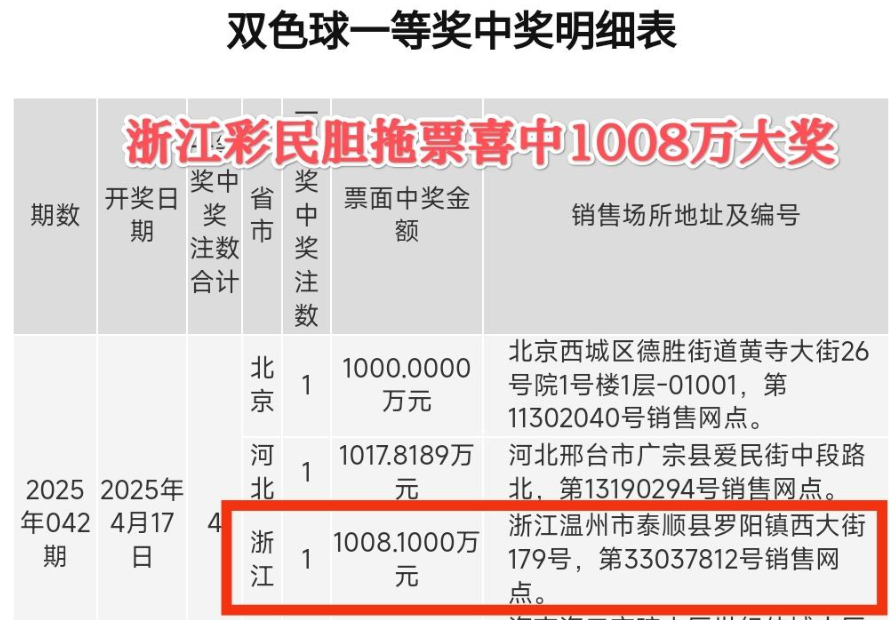 双色球一等奖中奖明细表
浙江彩民胆拖票喜中1008万大奖
期数
开奖日
期
奖中
奖
注数
合计
省
市
奖
中
奖
注
数
票面中奖金
额
销售场所地址及编号
2025
年042
期
2025年
4月17
日
4
北
京
1
1000.0000
万元
北京西城区德胜街道黄寺大街26
号院1号楼1层-01001，第
11302040号销售网点。
河
北
1
1017.8189万
元
河北邢台市广宗县爱民街中段路
北，第13190294号销售网点。
浙
江
1
1008.1000万
元
浙江温州市泰顺县罗阳镇西大街
179号，第33037812号销售网
点。